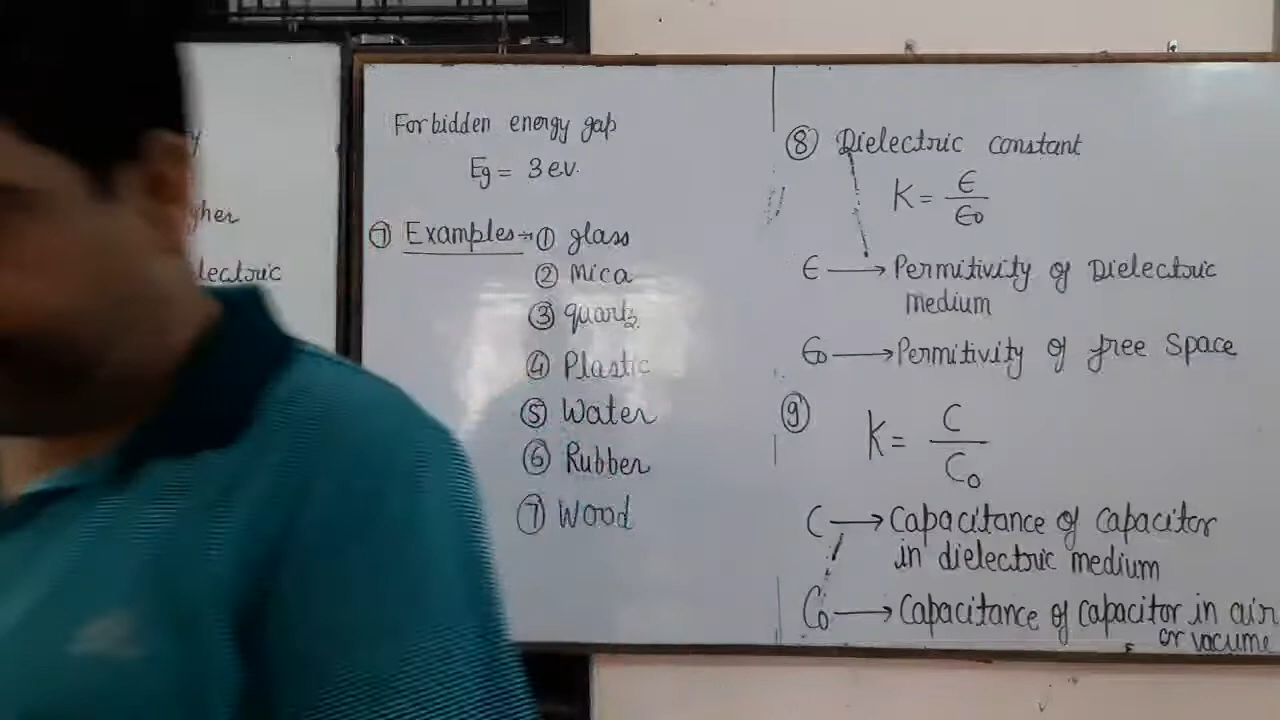 gher
lectric
Forbidden energy gap
Eg = 3 ev.
⑦ Examples → ① glass
② Mica
③ quartz
④ Plastic
⑤ Water
⑥ Rubber
⑦ Wood
⑧ Dielectric constant
K = ϵ/ϵ0
ϵ → Permitivity of Dielectric
medium
ϵ0 → Permitivity of free space
⑨ K = C/C0
C → Capacitance of capacitor
in dielectric medium
C0 → Capacitance of capacitor in air
or vacume